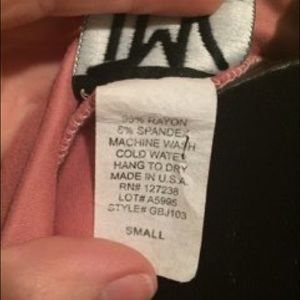 95% RAYON
5% SPANDEX
MACHINE WASH
COLD WATER
HANG TO DRY
MADE IN U.S.A.
RN# 127238
LOT# A5995
STYLE# GBJ103
SMALL